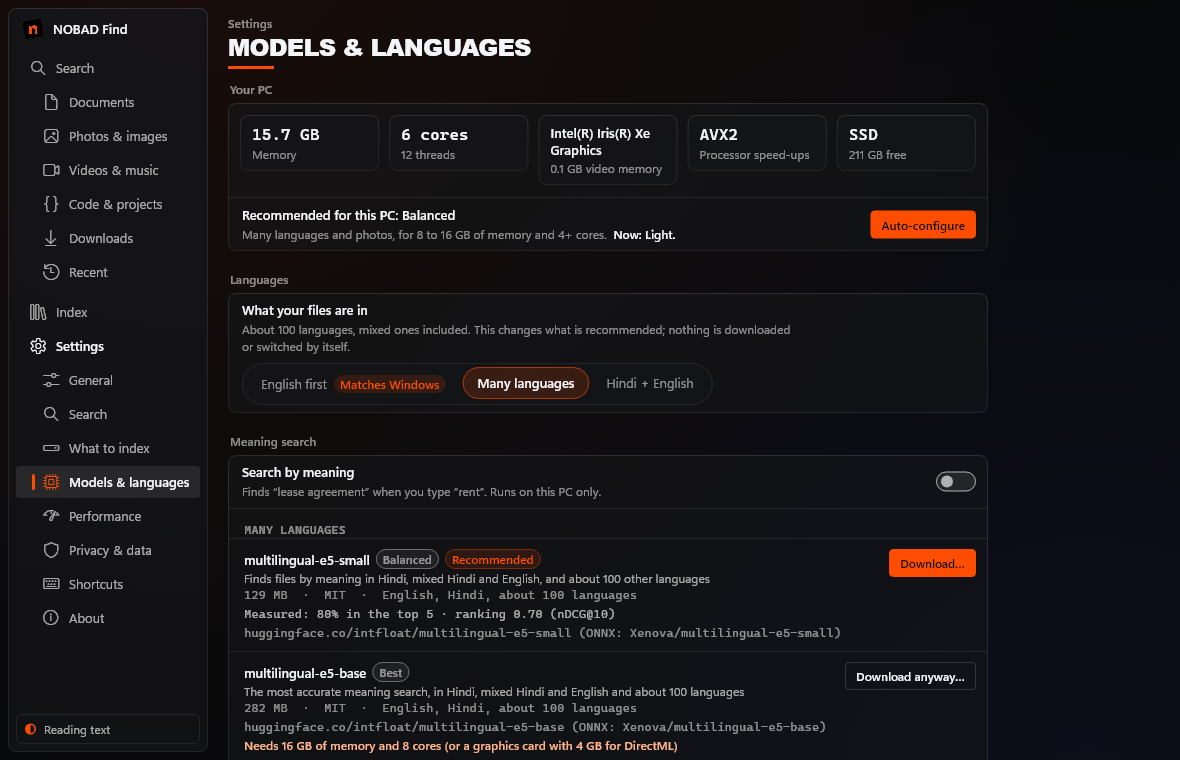 NOBAD Find
Search
Documents
Photos & images
Videos & music
Code & projects
Downloads
Recent
Index
Settings
General
Search
What to index
Models & languages
Performance
Privacy & data
Shortcuts
About
Reading text
Settings
MODELS & LANGUAGES
Your PC
15.7 GB
Memory
6 cores
12 threads
Intel(R) Iris(R) Xe
Graphics
0.1 GB video memory
AVX2
Processor speed-ups
SSD
211 GB free
Recommended for this PC: Balanced
Many languages and photos, for 8 to 16 GB of memory and 4+ cores. Now: Light.
Auto-configure
Languages
What your files are in
About 100 languages, mixed ones included. This changes what is recommended; nothing is downloaded
or switched by itself.
English first Matches Windows Many languages Hindi + English
Meaning search
Search by meaning
Finds “lease agreement” when you type “rent”. Runs on this PC only.
MANY LANGUAGES
multilingual-e5-small Balanced Recommended
Download...
Finds files by meaning in Hindi, mixed Hindi and English, and about 100 other languages
129 MB · MIT · English, Hindi, about 100 languages
Measured: 80% in the top 5 · ranking 0.70 (nDCG@10)
huggingface.co/intfloat/multilingual-e5-small (ONNX: Xenova/multilingual-e5-small)
multilingual-e5-base Best
Download anyway...
The most accurate meaning search, in Hindi, mixed Hindi and English and about 100 languages
282 MB · MIT · English, Hindi, about 100 languages
huggingface.co/intfloat/multilingual-e5-base (ONNX: Xenova/multilingual-e5-base)
Needs 16 GB of memory and 8 cores (or a graphics card with 4 GB for DirectML)